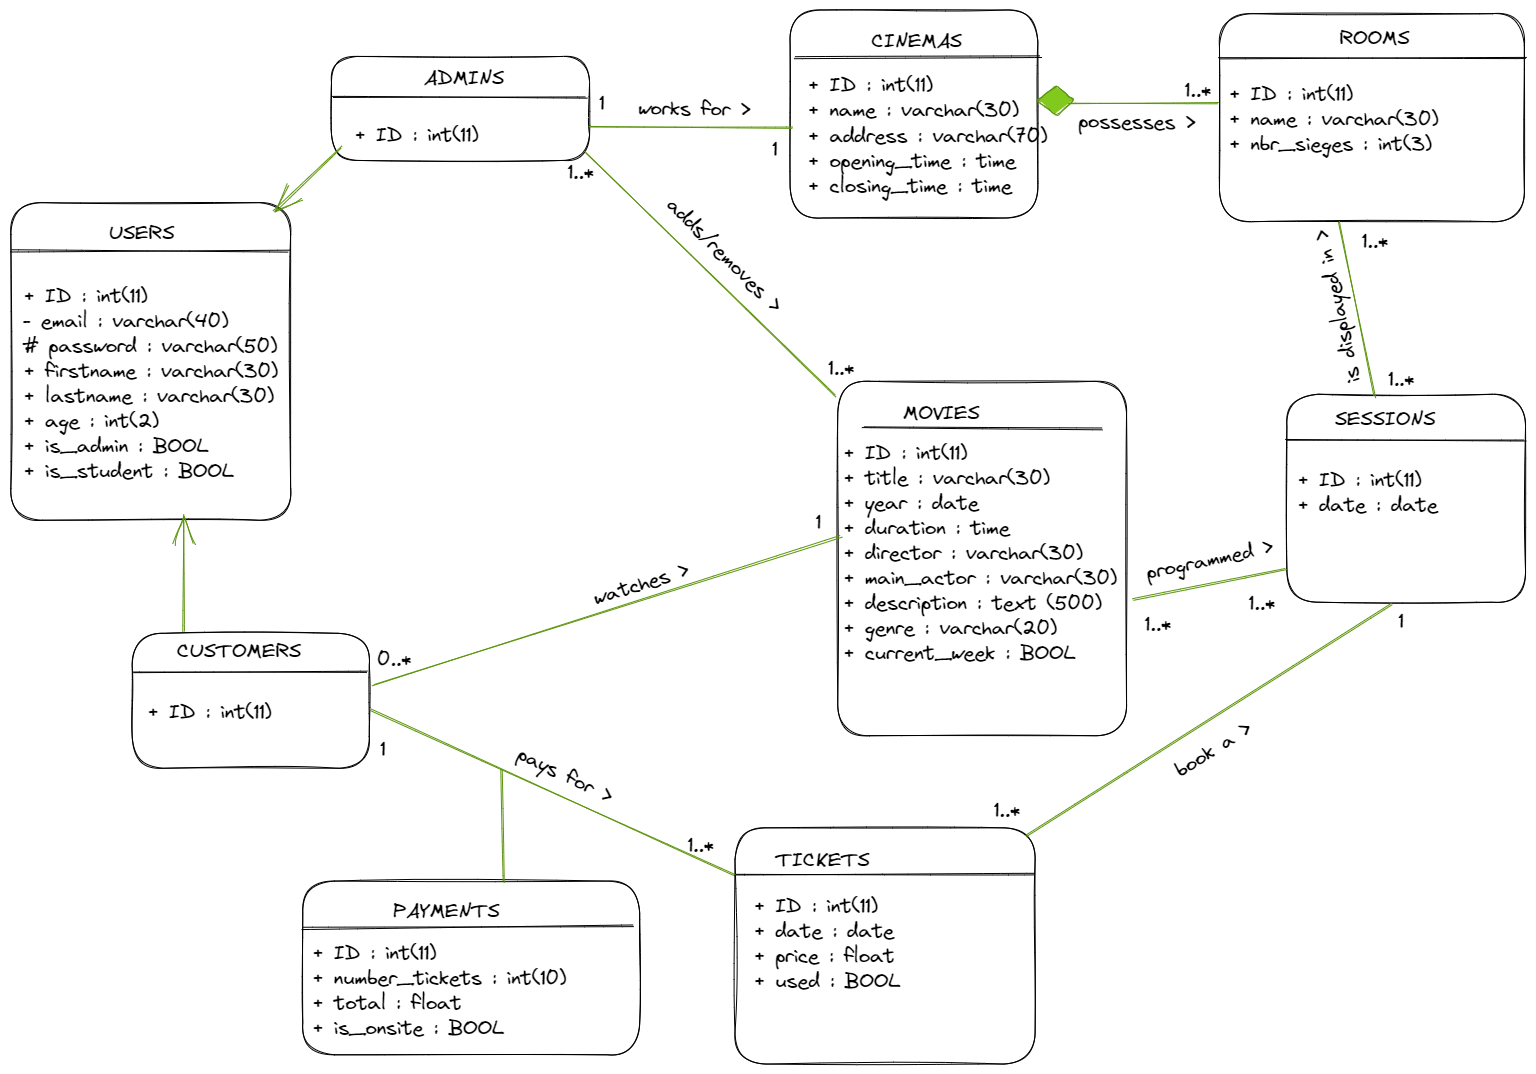 ADMINS
+ ID : int(11)
1
works for >
1
1..*
CINEMAS
+ ID : int(11)
+ name : varchar(30)
+ address : varchar(70)
+ opening_time : time
+ closing_time : time
1..*
possesses >
ROOMS
+ ID : int(11)
+ name : varchar(30)
+ nbr_sieges : int(3)
USERS
+ ID : int(11)
- email : varchar(40)
# password : varchar(50)
+ firstname : varchar(30)
+ lastname : varchar(30)
+ age : int(2)
+ is_admin : BOOL
+ is_student : BOOL
adds/removes >
1..*
1..*
is displayed in >
1..*
MOVIES
+ ID : int(11)
+ title : varchar(30)
+ year : date
+ duration : time
+ director : varchar(30)
+ main_actor : varchar(30)
+ description : text (500)
+ genre : varchar(20)
+ current_week : BOOL
SESSIONS
+ ID : int(11)
+ date : date
1
watches >
0..*
programmed >
1..*
1..*
1
CUSTOMERS
+ ID : int(11)
1
pays for >
1..*
book a >
1..*
PAYMENTS
+ ID : int(11)
+ number_tickets : int(10)
+ total : float
+ is_onsite : BOOL
TICKETS
+ ID : int(11)
+ date : date
+ price : float
+ used : BOOL